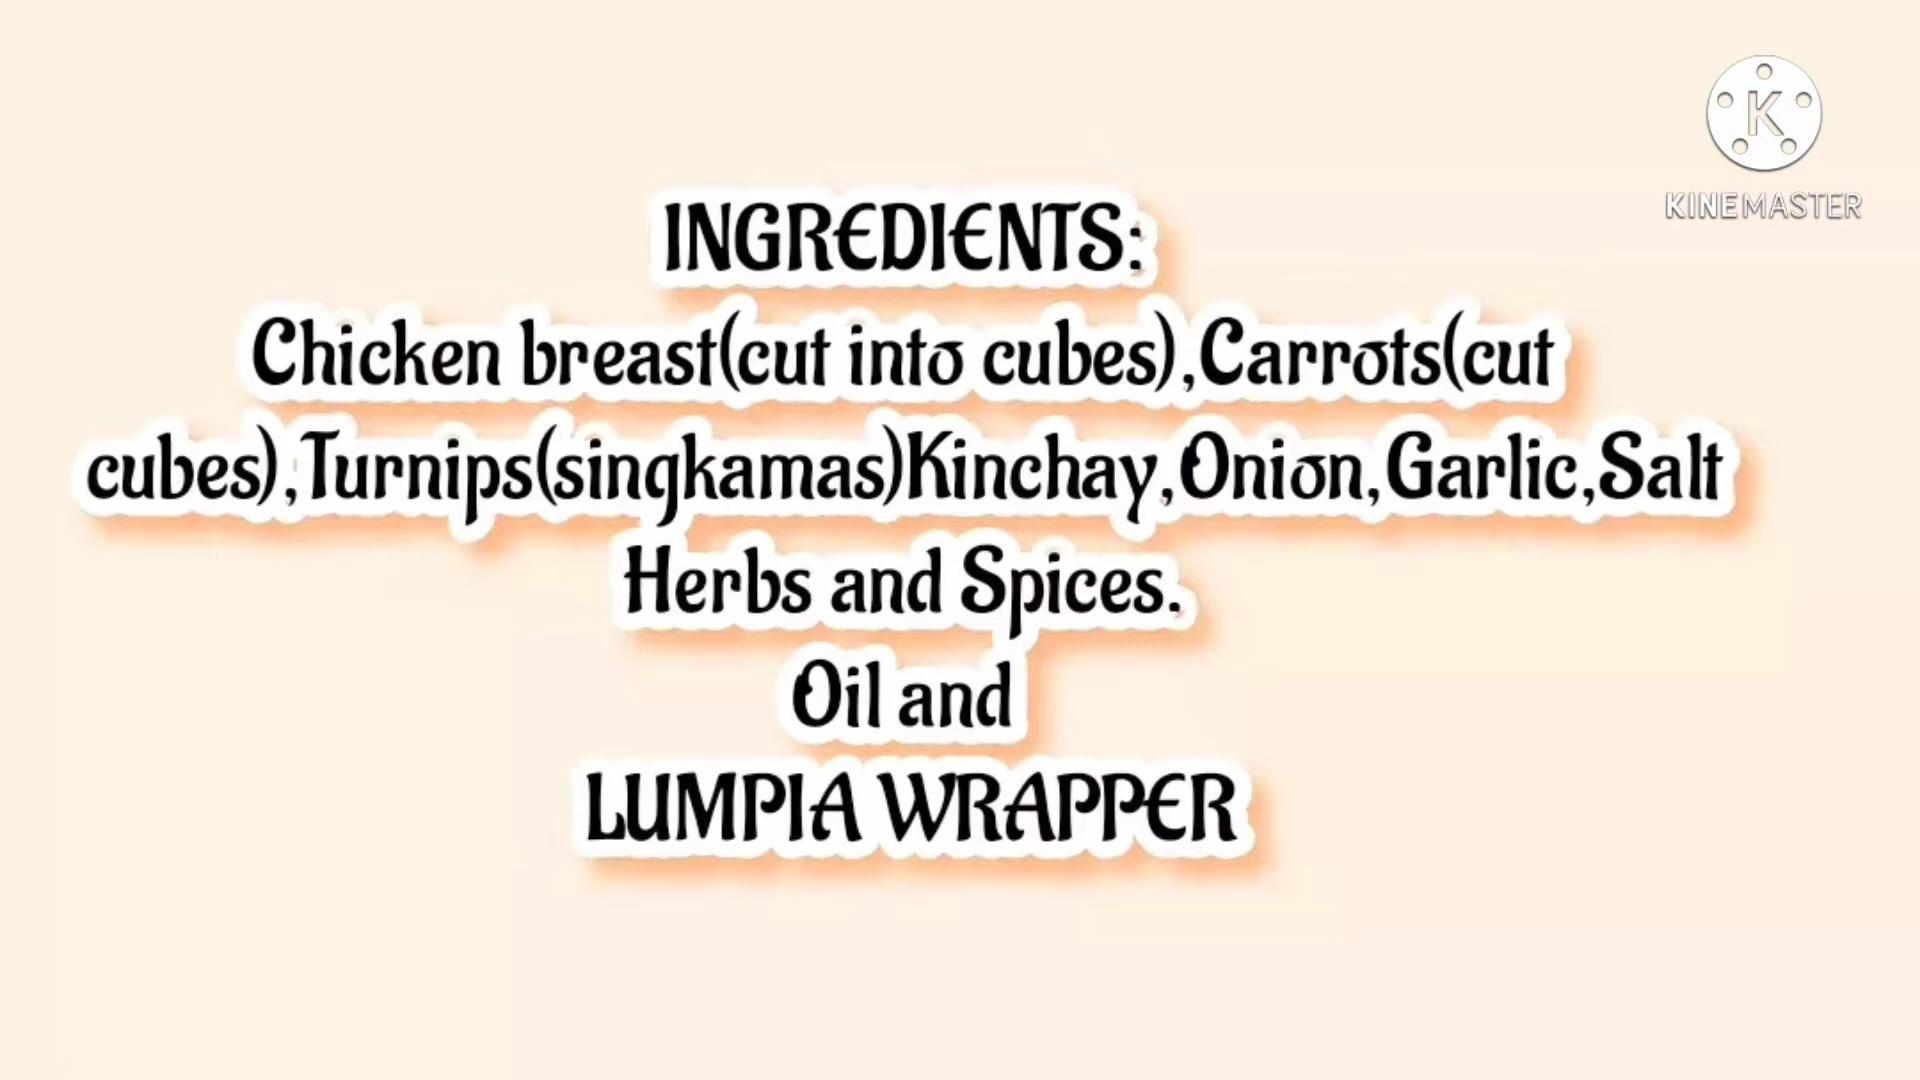 K
KINEMASTER
INGREDIENTS:
Chicken breast(cut into cubes),Carrots(cut
cubes),Turnips(singkamas)Kinchay,Onion,Garlic,Salt
Herbs and Spices.
Oil and
LUMPIA WRAPPER